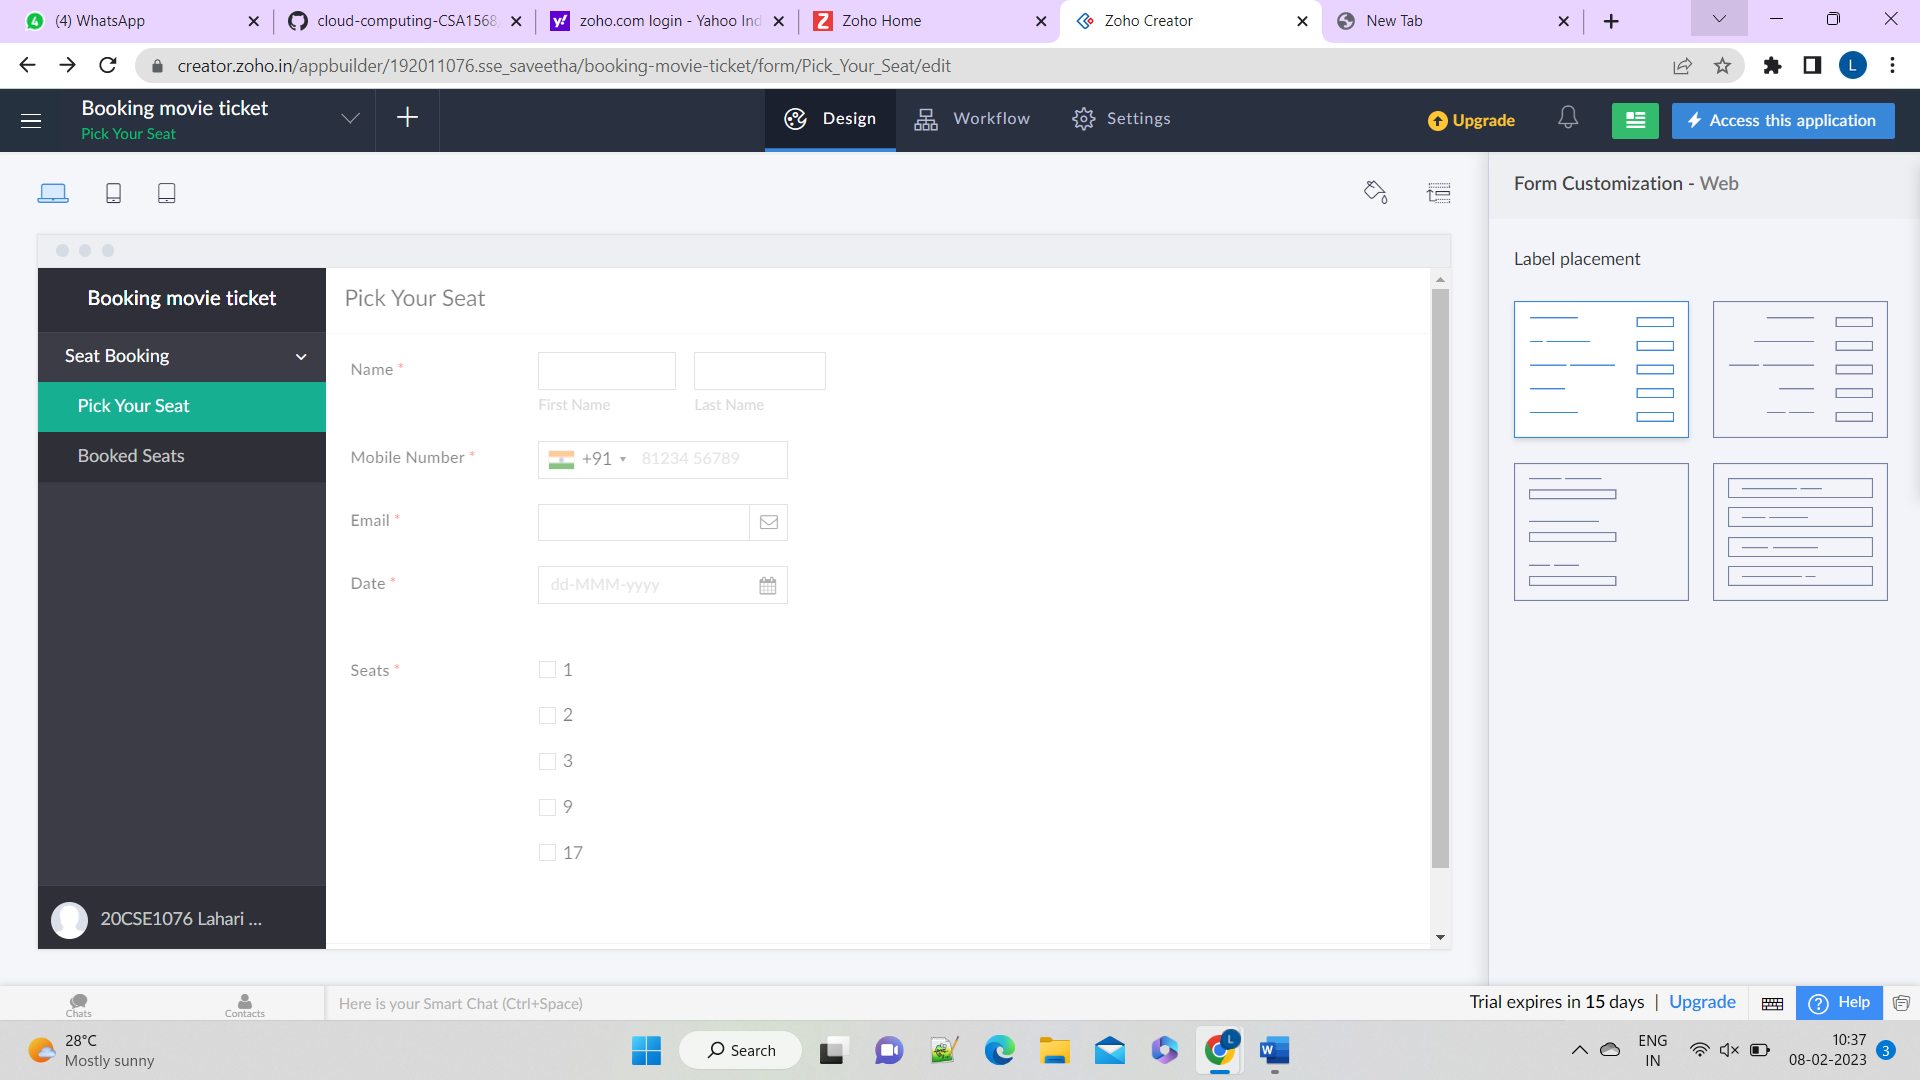 (4) WhatsApp
cloud-computing-CSA1568
zoho.com login - Yahoo Ind
Zoho Home
Zoho Creator
New Tab
creator.zoho.in/appbuilder/192011076.sse_saveetha/booking-movie-ticket/form/Pick_Your_Seat/edit
L
Booking movie ticket
Pick Your Seat
Design
Workflow
Settings
Upgrade
Access this application
Form Customization - Web
Label placement
Booking movie ticket
Seat Booking
Pick Your Seat
Booked Seats
20CSE1076 Lahari ...
Pick Your Seat
Name *
First Name
Last Name
Mobile Number *
+91
81234 56789
Email *
Date *
dd-MMM-yyyy
Seats *
1
2
3
9
17
Chats
Contacts
Here is your Smart Chat (Ctrl+Space)
Trial expires in 15 days | Upgrade
Help
28°C
Mostly sunny
Search
L
ENG
IN
10:37
08-02-2023
3